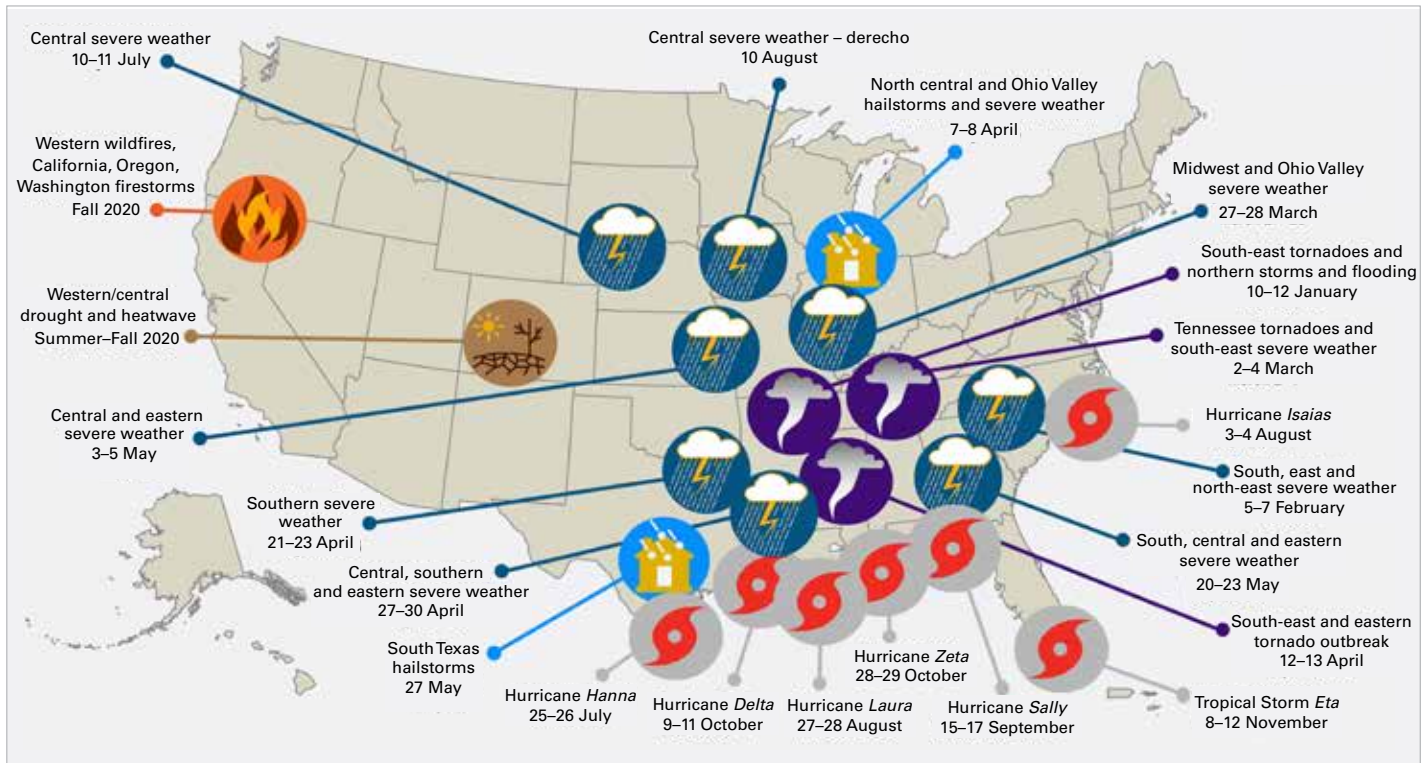 Central severe weather
10–11 July
Central severe weather – derecho
10 August
North central and Ohio Valley
hailstorms and severe weather
7–8 April
Western wildfires,
California, Oregon,
Washington firestorms
Fall 2020
Midwest and Ohio Valley
severe weather
27–28 March
South-east tornadoes and
northern storms and flooding
10–12 January
Western/central
drought and heatwave
Summer–Fall 2020
Tennessee tornadoes and
south-east severe weather
2–4 March
Central and eastern
severe weather
3–5 May
Hurricane Isaias
3–4 August
South, east and
north-east severe weather
5–7 February
Southern severe
weather
21–23 April
South, central and eastern
severe weather
20–23 May
Central, southern
and eastern severe weather
27–30 April
South-east and eastern
tornado outbreak
12–13 April
South Texas
hailstorms
27 May
Hurricane Hanna
25–26 July
Hurricane Delta
9–11 October
Hurricane Laura
27–28 August
Hurricane Zeta
28–29 October
Hurricane Sally
15–17 September
Tropical Storm Eta
8–12 November